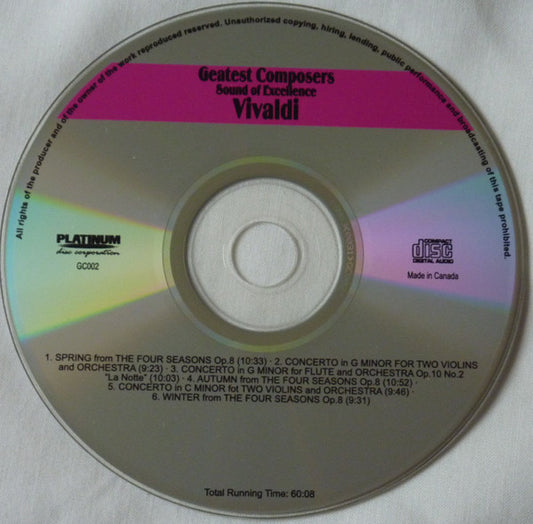 All rights of the producer and of the owner of the work reproduced reserved. Unauthorized copying, hiring, lending, public performance and broadcasting of this tape prohibited.
Geatest Composers
Sound of Excellence
Vivaldi
PLATINUM
disc corporation
GC002
COMPACT
disc
DIGITAL AUDIO
Made in Canada
1. SPRING from THE FOUR SEASONS Op.8 (10:33) · 2. CONCERTO in G MINOR FOR TWO VIOLINS
and ORCHESTRA (9:23) · 3. CONCERTO in G MINOR for FLUTE and ORCHESTRA Op.10 No.2
"La Notte" (10:03) · 4. AUTUMN from THE FOUR SEASONS Op.8 (10:52) ·
5. CONCERTO in C MINOR fot TWO VIOLINS and ORCHESTRA (9:46) ·
6. WINTER from THE FOUR SEASONS Op.8 (9:31)
Total Running Time: 60:08